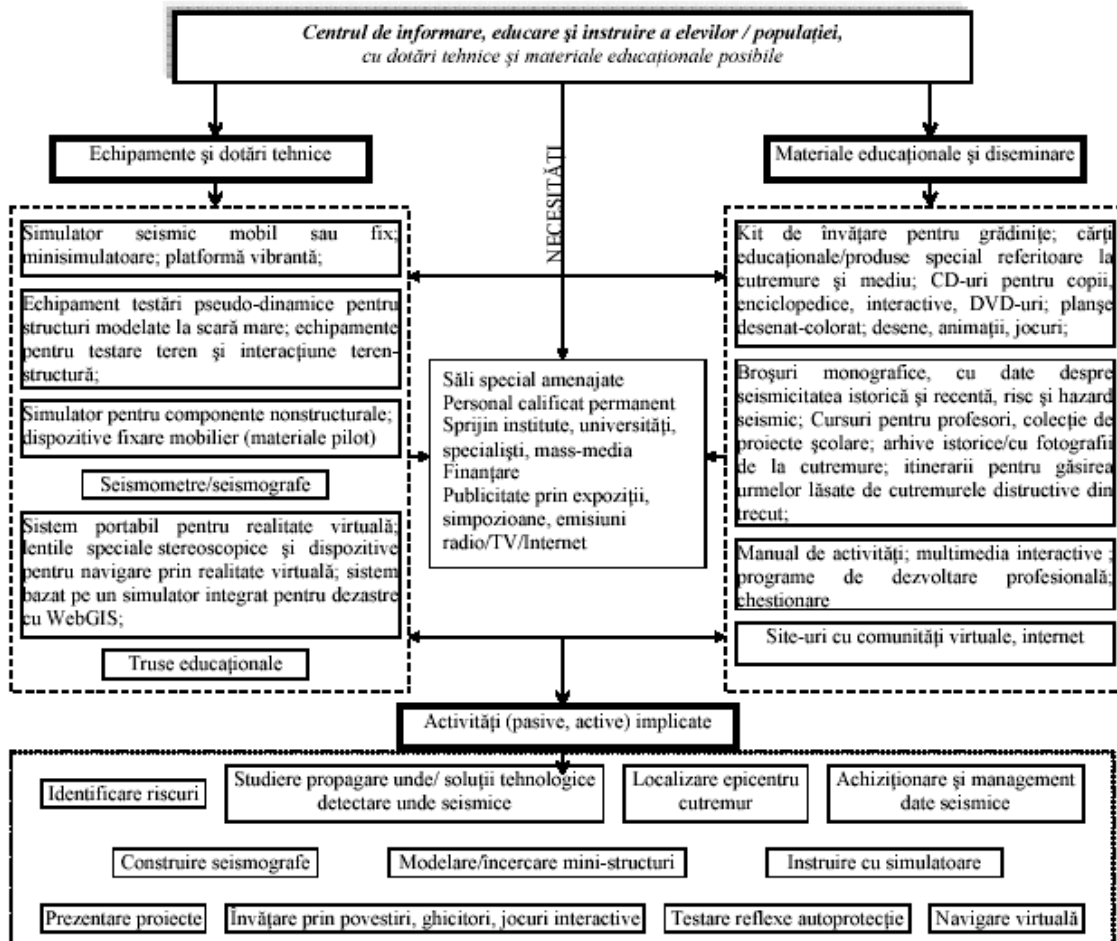 Centrul de informare, educare şi instruire a elevilor / populaţiei,
cu dotări tehnice şi materiale educaţionale posibile
Echipamente şi dotări tehnice
NECESITĂŢI
Materiale educaţionale şi diseminare
Simulator seismic mobil sau fix;
minisimulatoare; platformă vibrantă;
Echipament testări pseudo-dinamice pentru
structuri modelate la scară mare; echipamente
pentru testare teren şi interacţiune teren-
structură;
Simulator pentru componente nonstructurale;
dispozitive fixare mobilier (materiale pilot)
Seismometre/seismografe
Sistem portabil pentru realitate virtuală;
lentile speciale stereoscopice şi dispozitive
pentru navigare prin realitate virtuală; sistem
bazat pe un simulator integrat pentru dezastre
cu WebGIS;
Truse educaţionale
Săli special amenajate
Personal calificat permanent
Sprijin institute, universităţi,
specialişti, mass-media
Finanţare
Publicitate prin expoziţii,
simpozioane, emisiuni
radio/TV/Internet
Kit de învăţare pentru grădiniţe; cărţi
educaţionale/produse special referitoare la
cutremure şi mediu; CD-uri pentru copii,
enciclopedice, interactive, DVD-uri; planşe
desenat-colorat; desene, animaţii, jocuri;
Broşuri monografice, cu date despre
seismicitatea istorică şi recentă, risc şi hazard
seismic; Cursuri pentru profesori, colecţie de
proiecte şcolare; arhive istorice/cu fotografii
de la cutremure; itinerarii pentru găsirea
urmelor lăsate de cutremurele distructive din
trecut;
Manual de activităţi; multimedia interactive ;
programe de dezvoltare profesională;
chestionare
Site-uri cu comunităţi virtuale, internet
Activităţi (pasive, active) implicate
Identificare riscuri
Studiere propagare unde/ soluţii tehnologice
detectare unde seismice
Localizare epicentru
cutremur
Achiziţionare şi management
date seismice
Construire seismografe
Modelare/încercare mini-structuri
Instruire cu simulatoare
Prezentare proiecte
Învăţare prin povestiri, ghicitori, jocuri interactive
Testare reflexe autoprotecţie
Navigare virtuală